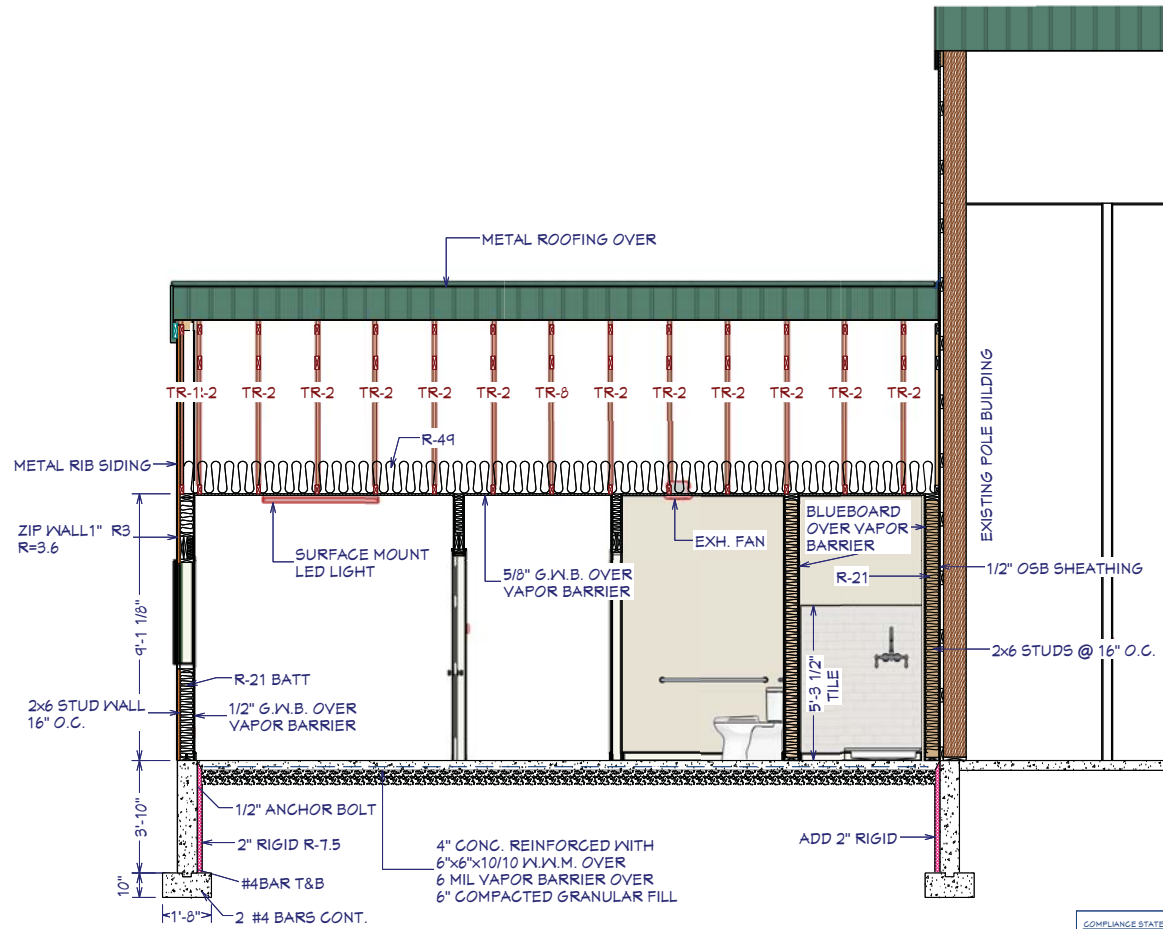 METAL ROOFING OVER
TR-1
TR-2
TR-2
TR-2
TR-2
TR-2
TR-2
TR-8
TR-2
TR-2
TR-2
TR-2
TR-2
TR-2
EXISTING POLE BUILDING
R-49
METAL RIB SIDING
ZIP WALL 1" R3
R=3.6
SURFACE MOUNT
LED LIGHT
5/8" G.W.B. OVER
VAPOR BARRIER
EXH. FAN
BLUEBOARD
OVER VAPOR
BARRIER
R-21
1/2" OSB SHEATHING
9'-1 1/8"
2x6 STUDS @ 16" O.C.
5'-3 1/2"
TILE
R-21 BATT
2x6 STUD WALL
16" O.C.
1/2" G.W.B. OVER
VAPOR BARRIER
3'-10"
1/2" ANCHOR BOLT
2" RIGID R-7.5
#4BAR T&B
4" CONC. REINFORCED WITH
6"x6"x10/10 W.W.M. OVER
6 MIL VAPOR BARRIER OVER
6" COMPACTED GRANULAR FILL
ADD 2" RIGID
10"
1'-8"
2 #4 BARS CONT.
COMPLIANCE STATE